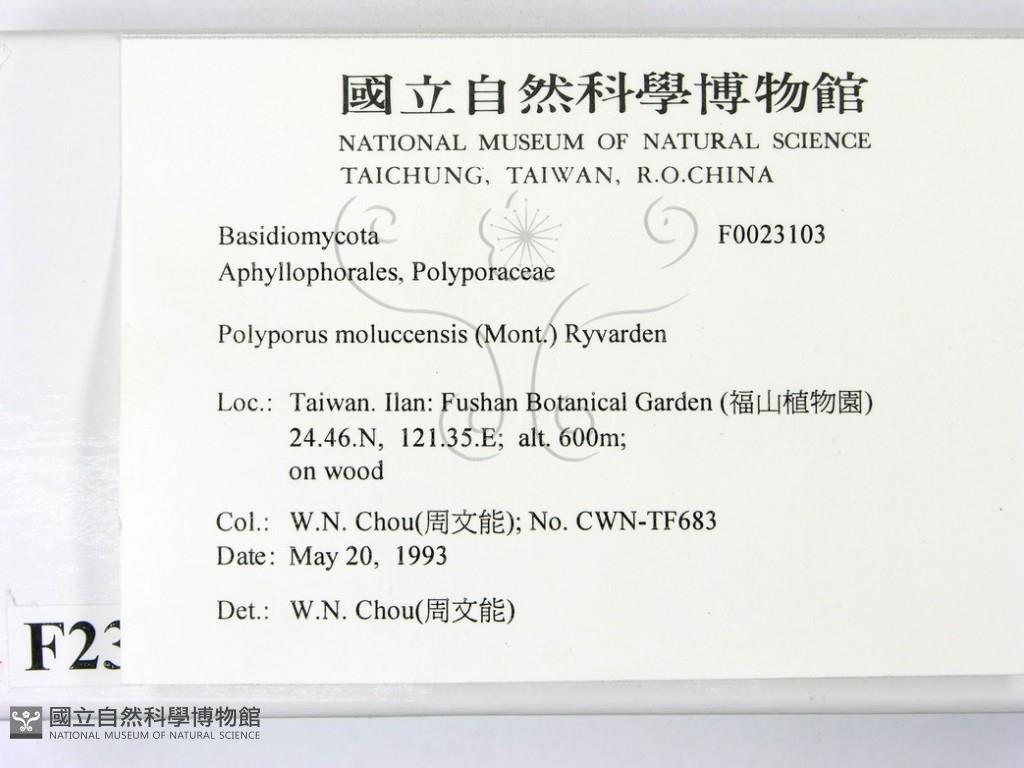 國立自然科學博物館
NATIONAL MUSEUM OF NATURAL SCIENCE
TAICHUNG, TAIWAN, R.O.CHINA
Basidiomycota F0023103
Aphyllophorales, Polyporaceae
Polyporus moluccensis (Mont.) Ryvarden
Loc.: Taiwan. Ilan: Fushan Botanical Garden (福山植物園)
24.46.N, 121.35.E; alt. 600m;
on wood
Col.: W.N. Chou(周文能); No. CWN-TF683
Date: May 20, 1993
Det.: W.N. Chou(周文能)
F23
國立自然科學博物館
NATIONAL MUSEUM OF NATURAL SCIENCE